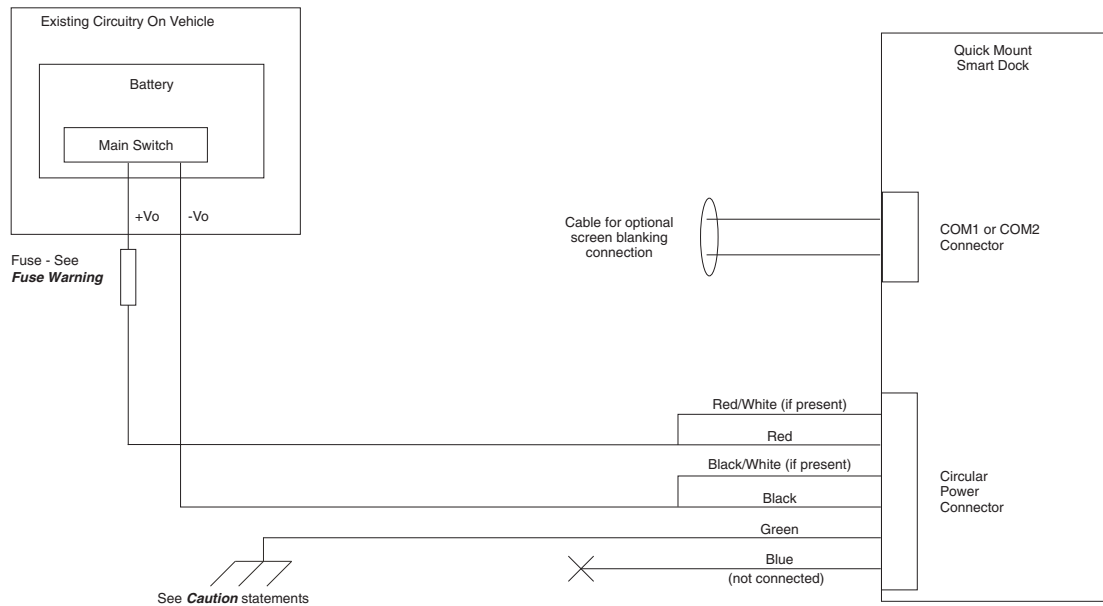 Existing Circuitry On Vehicle
Battery
Main Switch
+Vo
-Vo
Fuse - See
Fuse Warning
Quick Mount
Smart Dock
Cable for optional
screen blanking
connection
COM1 or COM2
Connector
Red/White (if present)
Red
Black/White (if present)
Black
Green
Blue
(not connected)
Circular
Power
Connector
See Caution statements